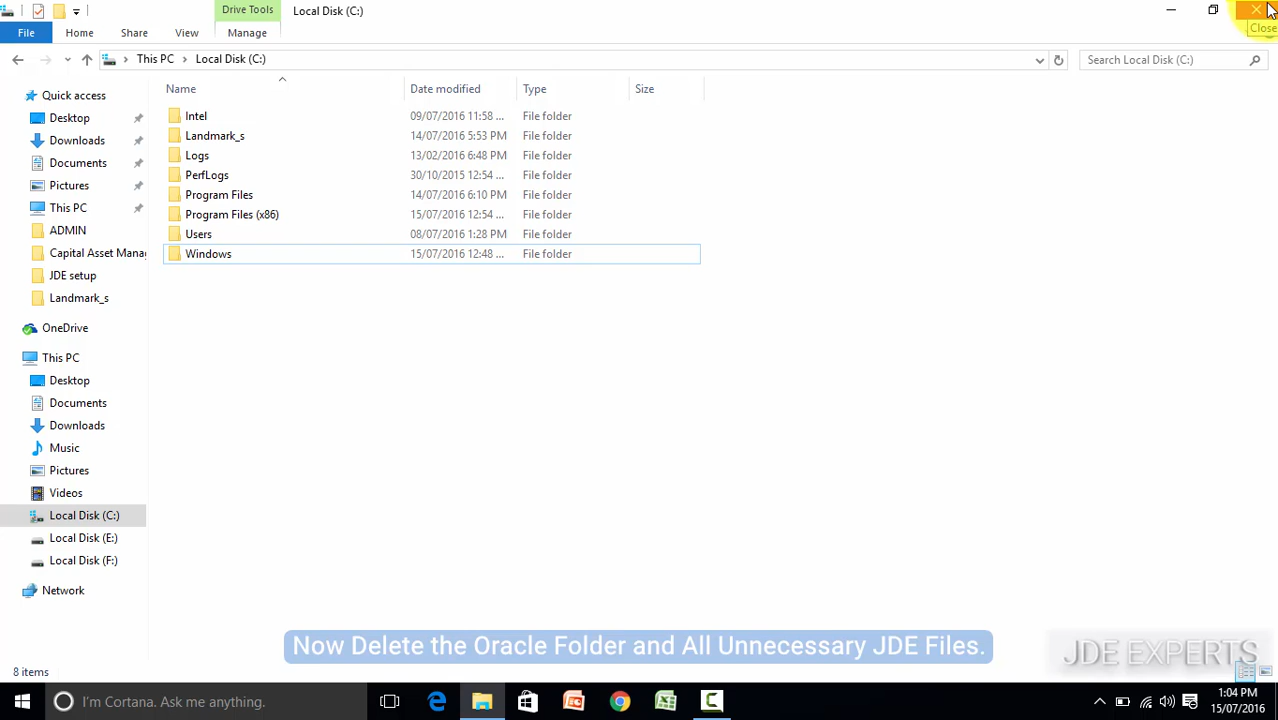 Drive Tools
Local Disk (C:)
Close
File
Home
Share
View
Manage
This PC
Local Disk (C:)
Search Local Disk (C:)
Name
Date modified
Type
Size
Quick access
Desktop
Downloads
Documents
Pictures
This PC
ADMIN
Capital Asset Mana
JDE setup
Landmark_s
OneDrive
This PC
Desktop
Documents
Downloads
Music
Pictures
Videos
Local Disk (C:)
Local Disk (E:)
Local Disk (F:)
Network
Intel 09/07/2016 11:58 ... File folder
Landmark_s 14/07/2016 5:53 PM File folder
Logs 13/02/2016 6:48 PM File folder
PerfLogs 30/10/2015 12:54 ... File folder
Program Files 14/07/2016 6:10 PM File folder
Program Files (x86) 15/07/2016 12:54 ... File folder
Users 08/07/2016 1:28 PM File folder
Windows 15/07/2016 12:48 ... File folder
Now Delete the Oracle Folder and All Unnecessary JDE Files.
JDE EXPERTS
8 items
I'm Cortana. Ask me anything.
1:04 PM
15/07/2016